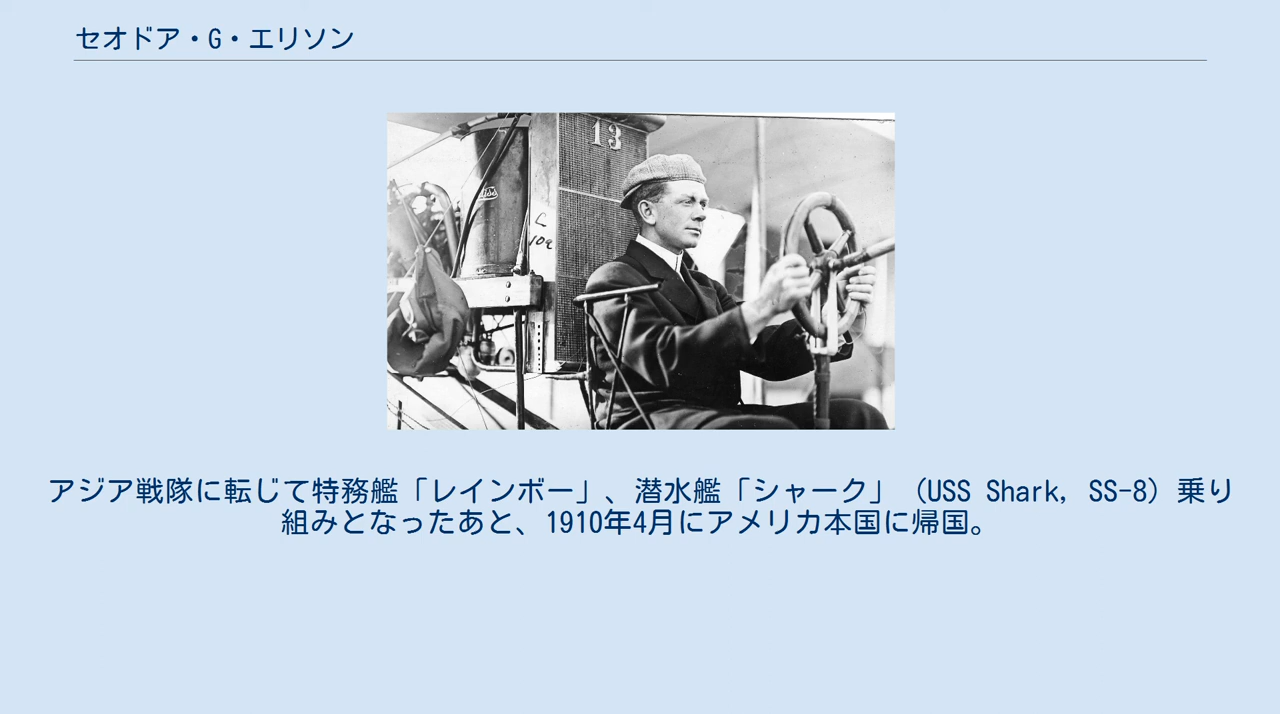 セオドア・G・エリソン
13
L
109
アジア戦隊に転じて特務艦「レインボー」、潜水艦「シャーク」（USS Shark, SS-8）乗り
組みとなったあと、1910年4月にアメリカ本国に帰国。